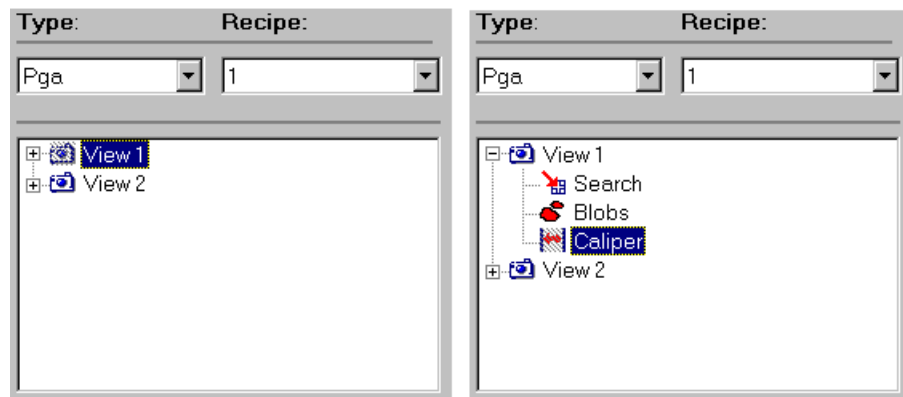 Type: Recipe:
Pga 1
View 1
View 2
Type: Recipe:
Pga 1
View 1
Search
Blobs
Caliper
View 2